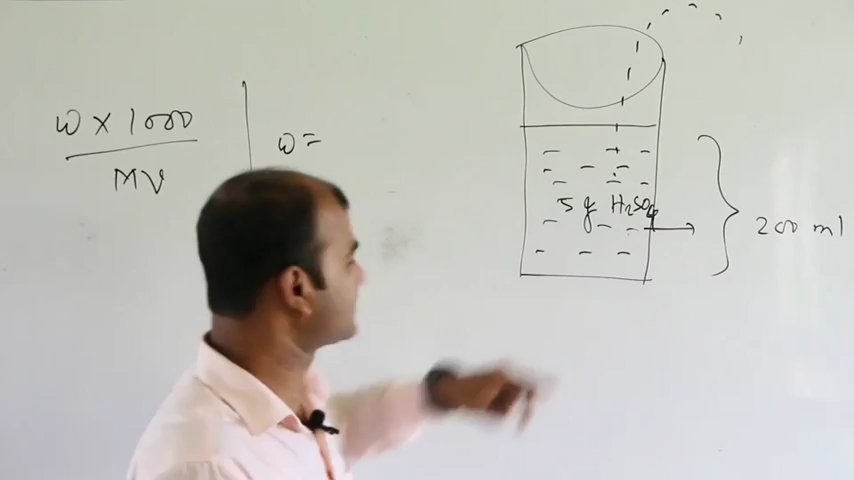 W × 1000
MV
w =
5 g H₂SO₄
200 ml